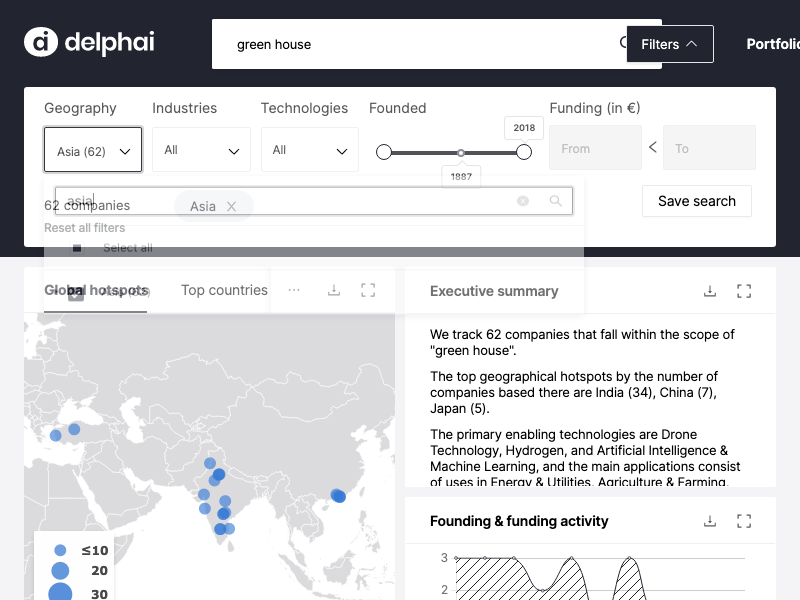 delphai
green house
Filters
Portfolio
Geography
Industries
Technologies
Founded
Funding (in €)
Asia (62)
All
All
2018
1887
From
<
To
asia
62 companies
Asia
Save search
Reset all filters
Select all
Global hotspots
Top countries
...
Executive summary
We track 62 companies that fall within the scope of
"green house".
The top geographical hotspots by the number of
companies based there are India (34), China (7),
Japan (5).
The primary enabling technologies are Drone
Technology, Hydrogen, and Artificial Intelligence &
Machine Learning, and the main applications consist
of uses in Energy & Utilities, Agriculture & Farming,
Founding & funding activity
≤10
20
30
3
2